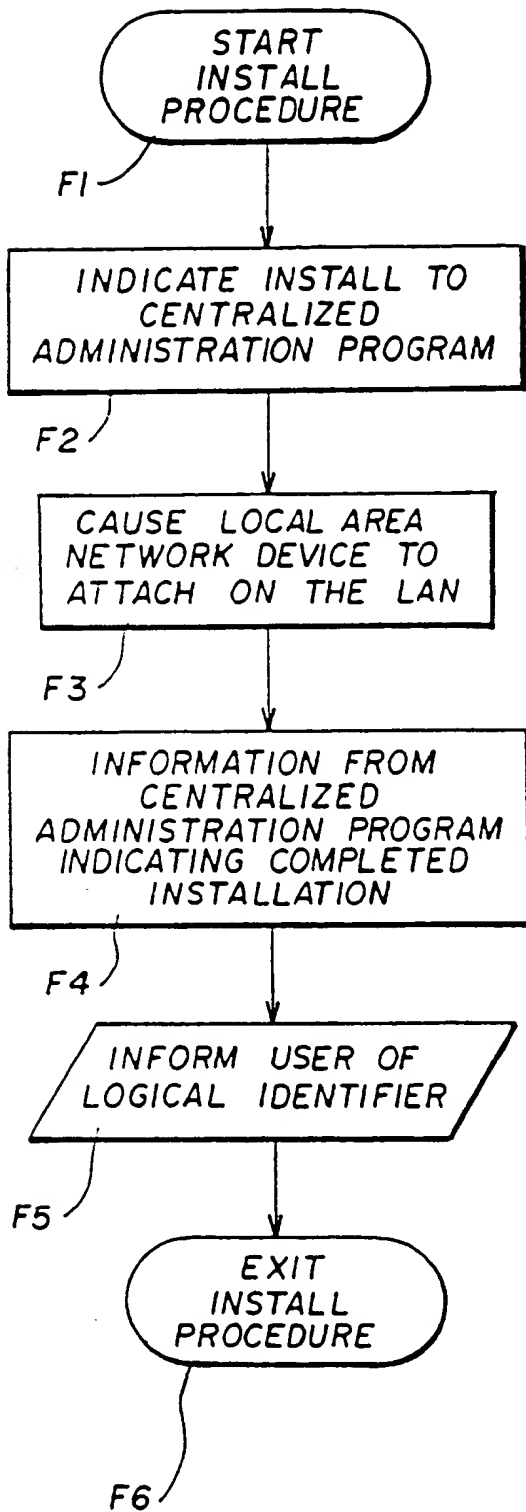 START
INSTALL
PROCEDURE
F1
INDICATE INSTALL TO
CENTRALIZED
ADMINISTRATION PROGRAM
F2
CAUSE LOCAL AREA
NETWORK DEVICE TO
ATTACH ON THE LAN
F3
INFORMATION FROM
CENTRALIZED
ADMINISTRATION PROGRAM
INDICATING COMPLETED
INSTALLATION
F4
INFORM USER OF
LOGICAL IDENTIFIER
F5
EXIT
INSTALL
PROCEDURE
F6